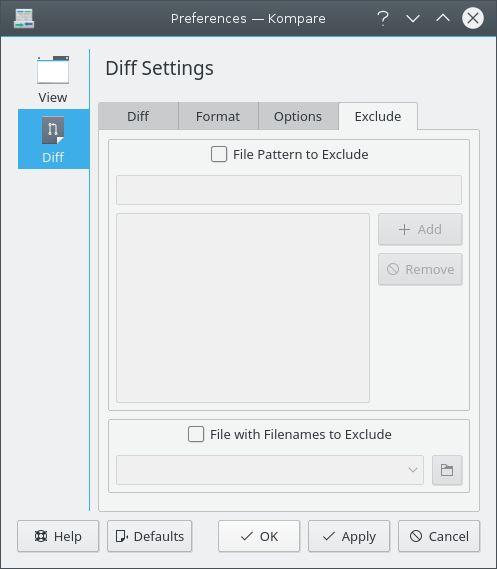 Preferences — Kompare
View
Diff
Diff Settings
Diff
Format
Options
Exclude
File Pattern to Exclude
Add
Remove
File with Filenames to Exclude
Help
Defaults
OK
Apply
Cancel